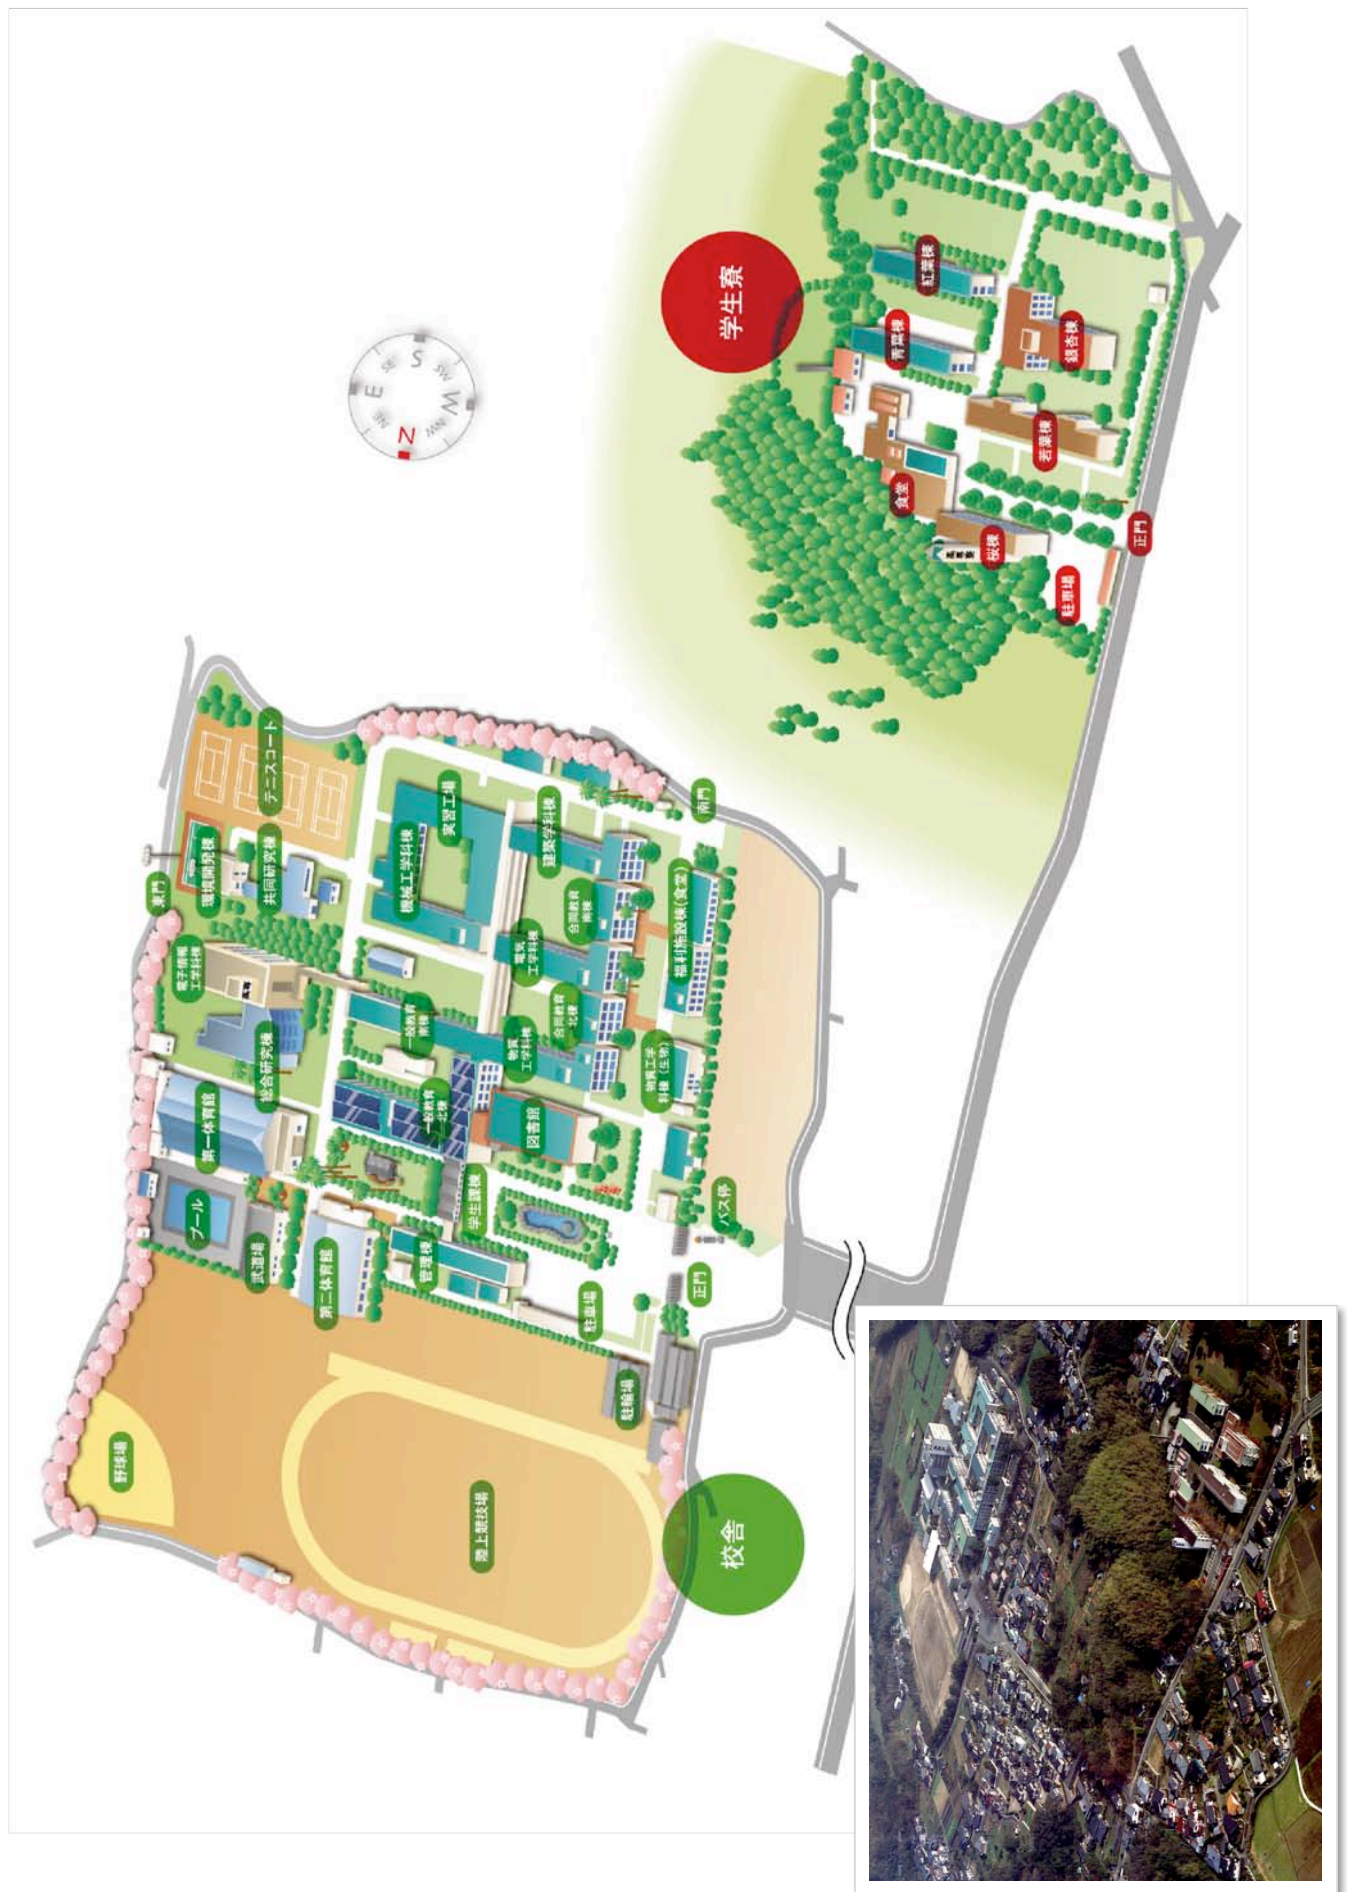 校舎
野球場
陸上競技場
駐輪場
プール
武道場
第二体育館
管理棟
駐車場
正門
バス停
第一体育館
学生課棟
総合研究棟
一般教育
北棟
図書館
電子情報
工学科棟
一般教育
南棟
物質
工学科棟
合同教育
北棟
物質工学
科棟(生物)
東門
環境開発棟
共同研究棟
テニスコート
機械工学科棟
実習工場
電気
工学科棟
建築学科棟
合同教育
南棟
福利施設棟(食堂)
南門
N
NE
E
SE
S
SW
W
NW
学生寮
紅葉棟
青葉棟
銀杏棟
若葉棟
食堂
桜棟
駐車場
正門